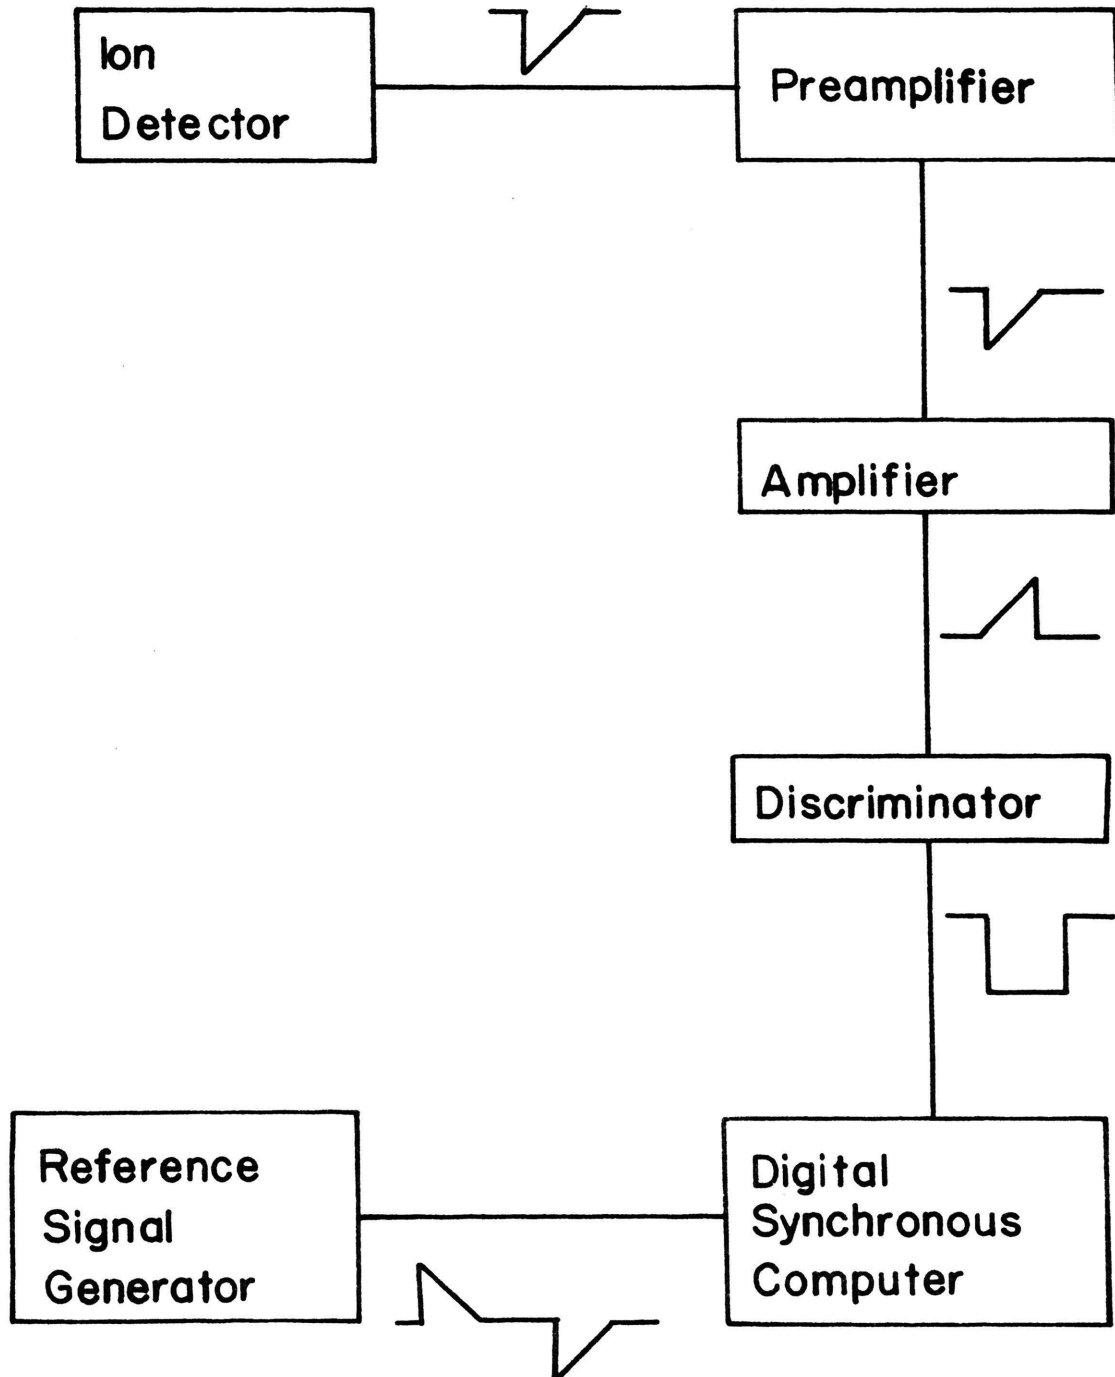 Ion
Detector
Preamplifier
Amplifier
Discriminator
Reference
Signal
Generator
Digital
Synchronous
Computer